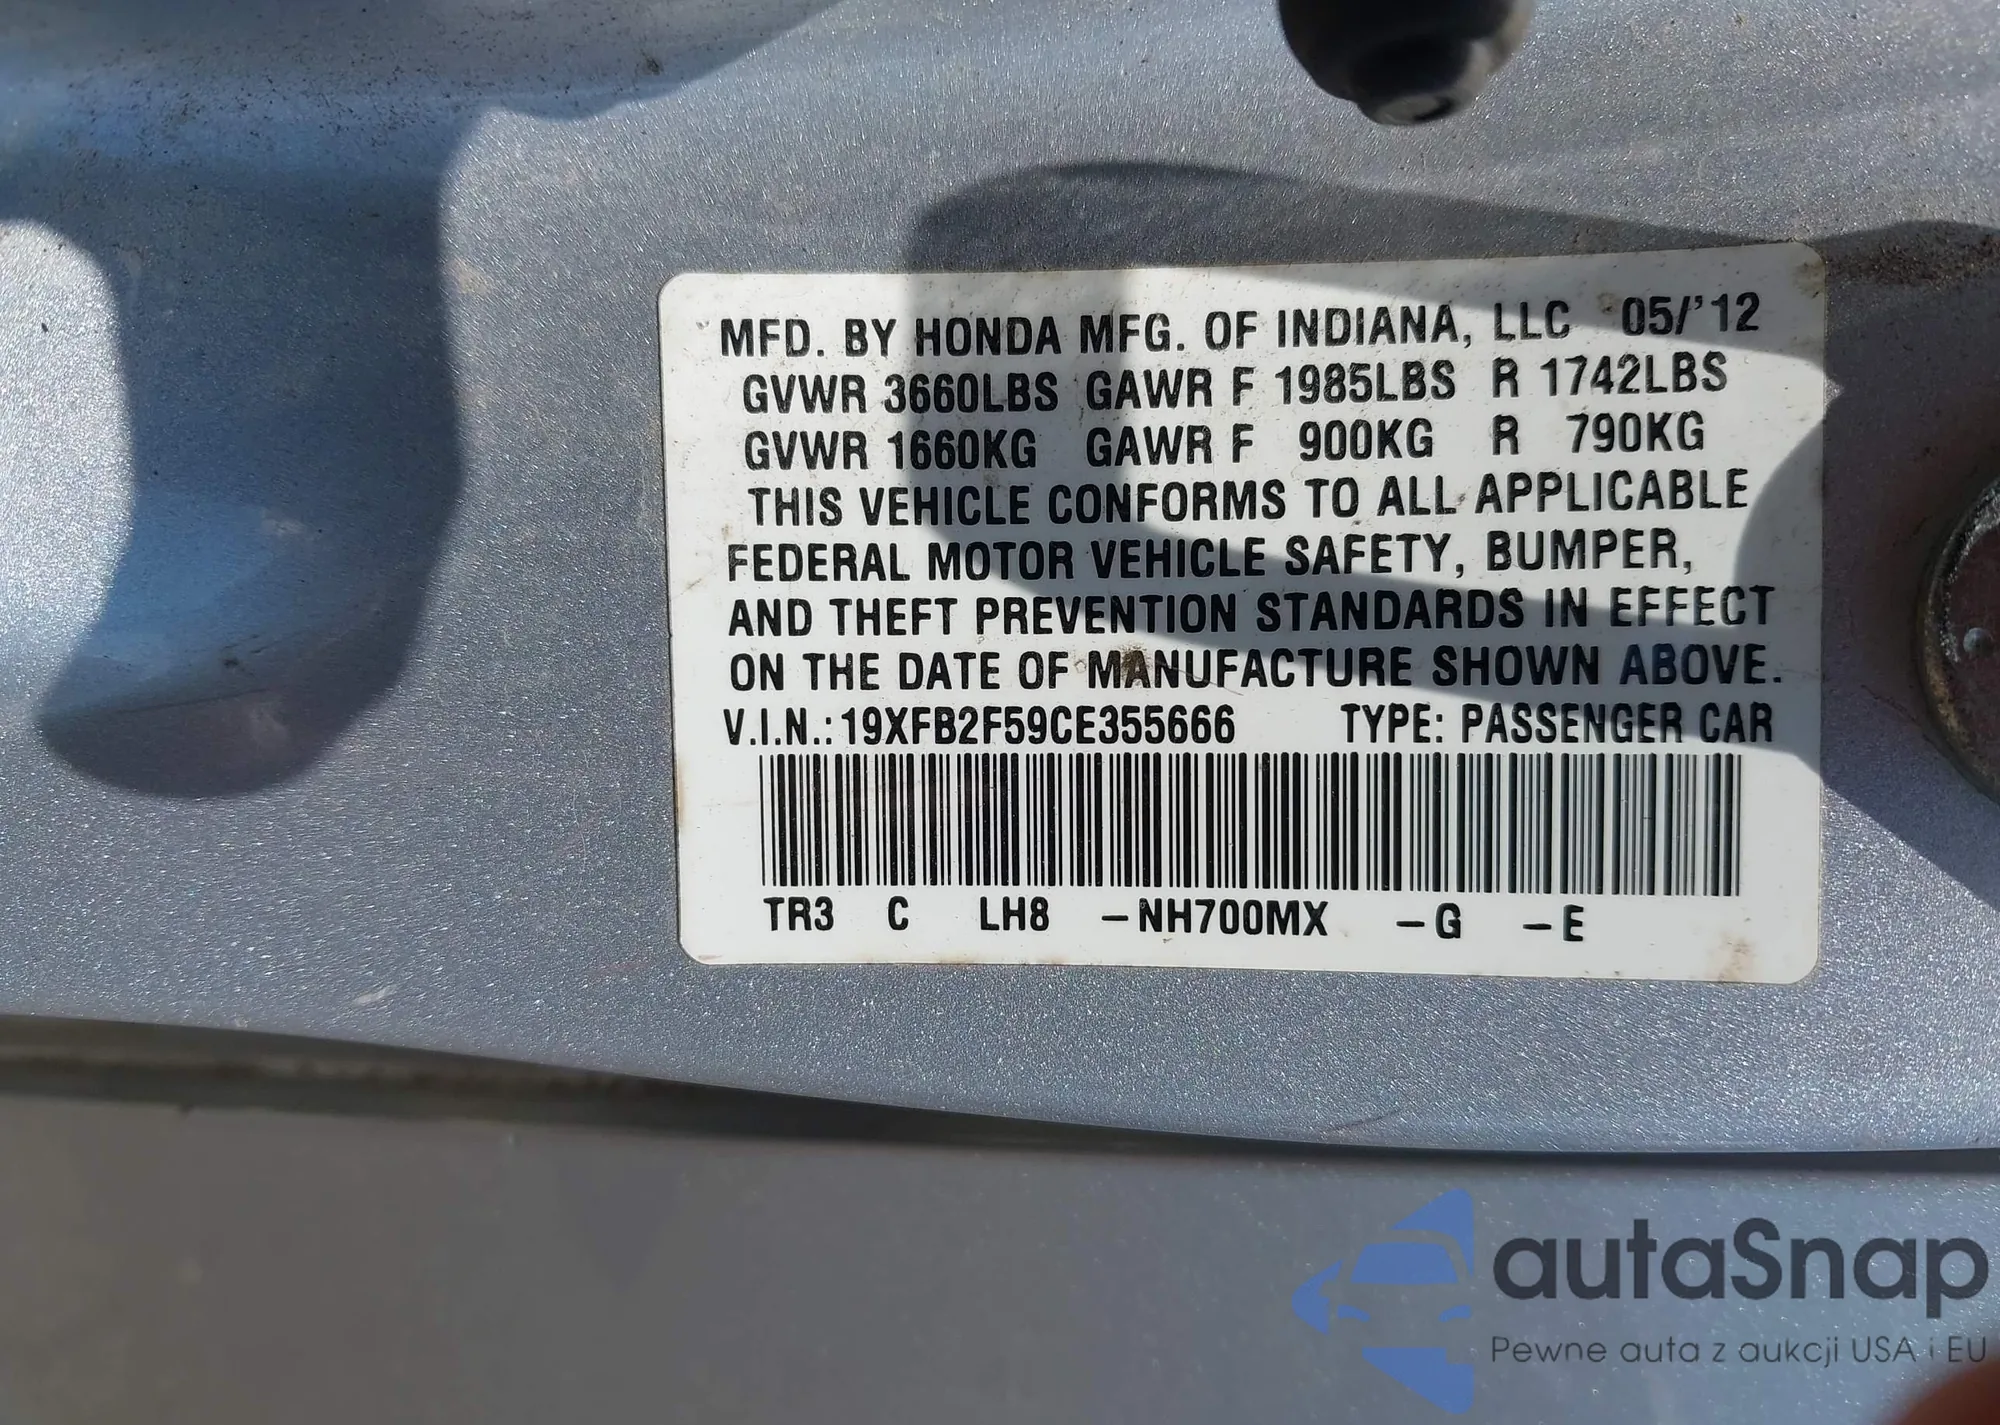 MFD. BY HONDA MFG. OF INDIANA, LLC 05/'12
GVWR 3660LBS GAWR F 1985LBS R 1742LBS
GVWR 1660KG GAWR F 900KG R 790KG
THIS VEHICLE CONFORMS TO ALL APPLICABLE
FEDERAL MOTOR VEHICLE SAFETY, BUMPER,
AND THEFT PREVENTION STANDARDS IN EFFECT
ON THE DATE OF MANUFACTURE SHOWN ABOVE.
V.I.N.: 19XFB2F59CE355666 TYPE: PASSENGER CAR
TR3 C LH8 –NH700MX –G –E
autaSnap
Pewne auta z aukcji USA i EU